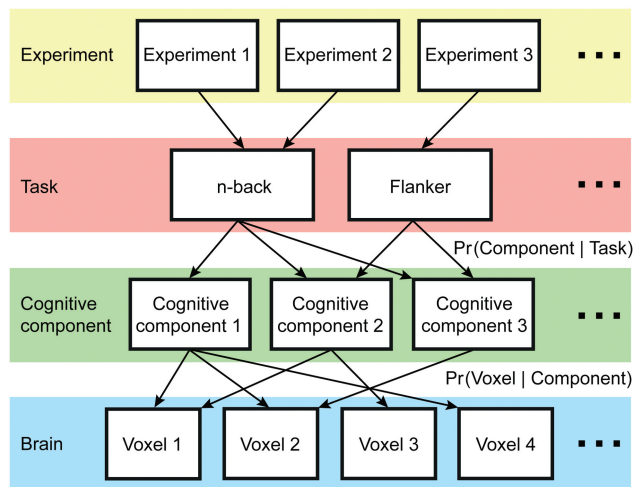 Experiment
Experiment 1
Experiment 2
Experiment 3
Task
n-back
Flanker
Pr(Component | Task)
Cognitive
component
Cognitive
component 1
Cognitive
component 2
Cognitive
component 3
Pr(Voxel | Component)
Brain
Voxel 1
Voxel 2
Voxel 3
Voxel 4